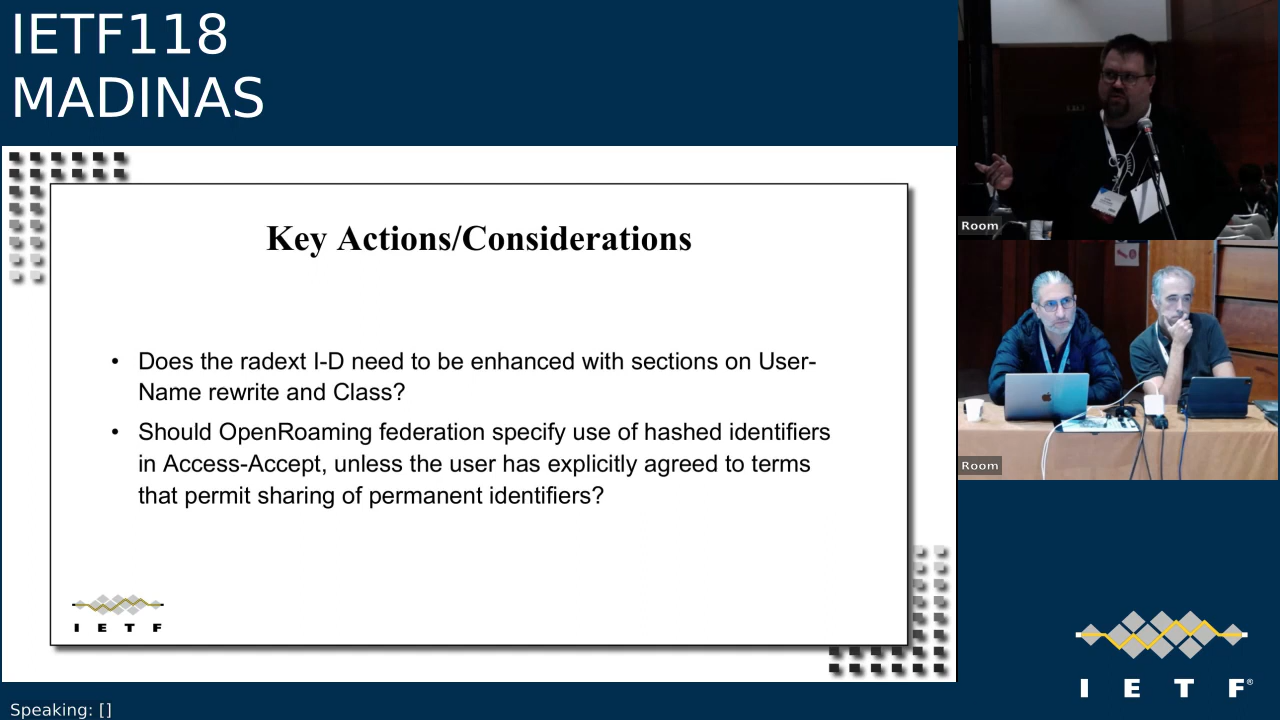 IETF118
MADINAS
Key Actions/Considerations
• Does the radext I-D need to be enhanced with sections on User-
Name rewrite and Class?
• Should OpenRoaming federation specify use of hashed identifiers
in Access-Accept, unless the user has explicitly agreed to terms
that permit sharing of permanent identifiers?
I E T F
Room
Room
I E T F®
Speaking: []